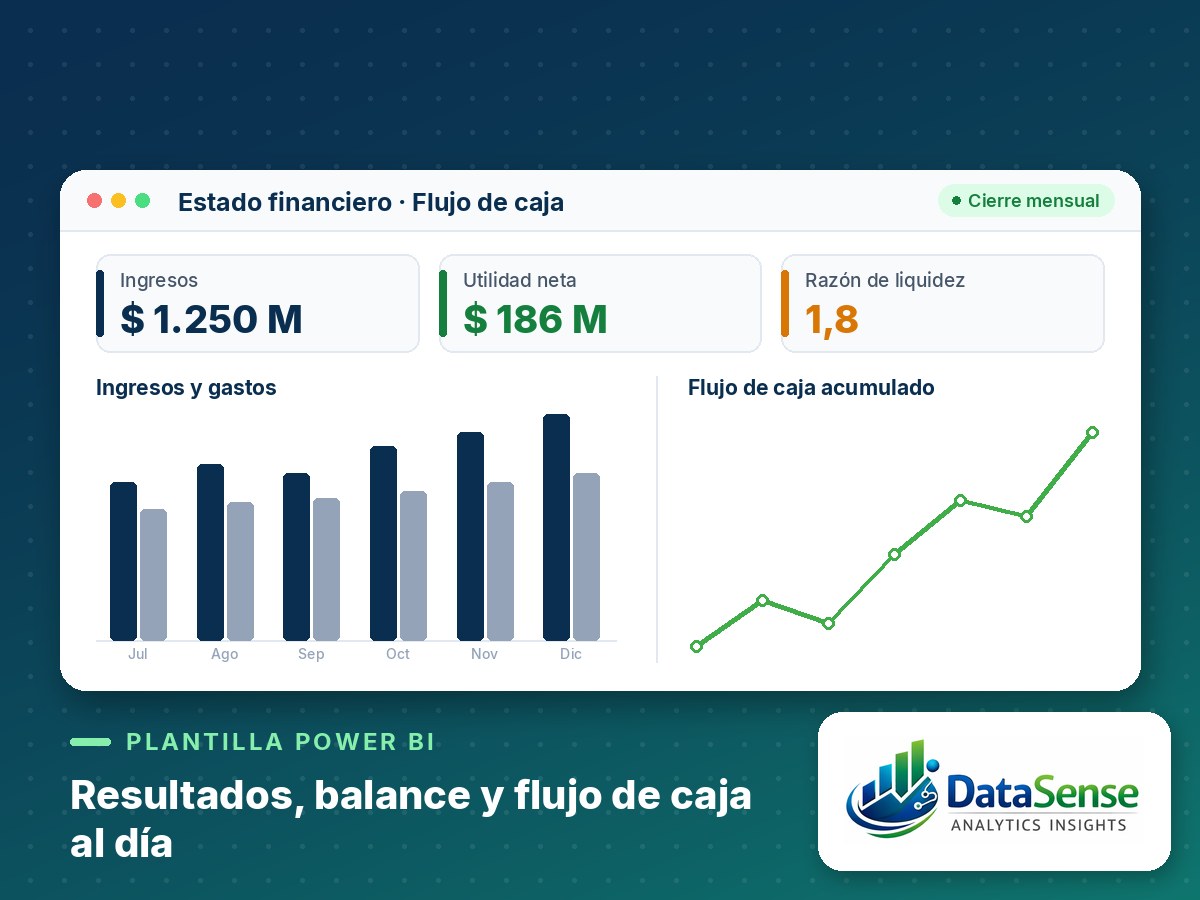 Estado financiero · Flujo de caja
Cierre mensual
Ingresos
$ 1.250 M
Utilidad neta
$ 186 M
Razón de liquidez
1,8
Ingresos y gastos
Jul Ago Sep Oct Nov Dic
Flujo de caja acumulado
PLANTILLA POWER BI
Resultados, balance y flujo de caja
al día
DataSense
ANALYTICS INSIGHTS